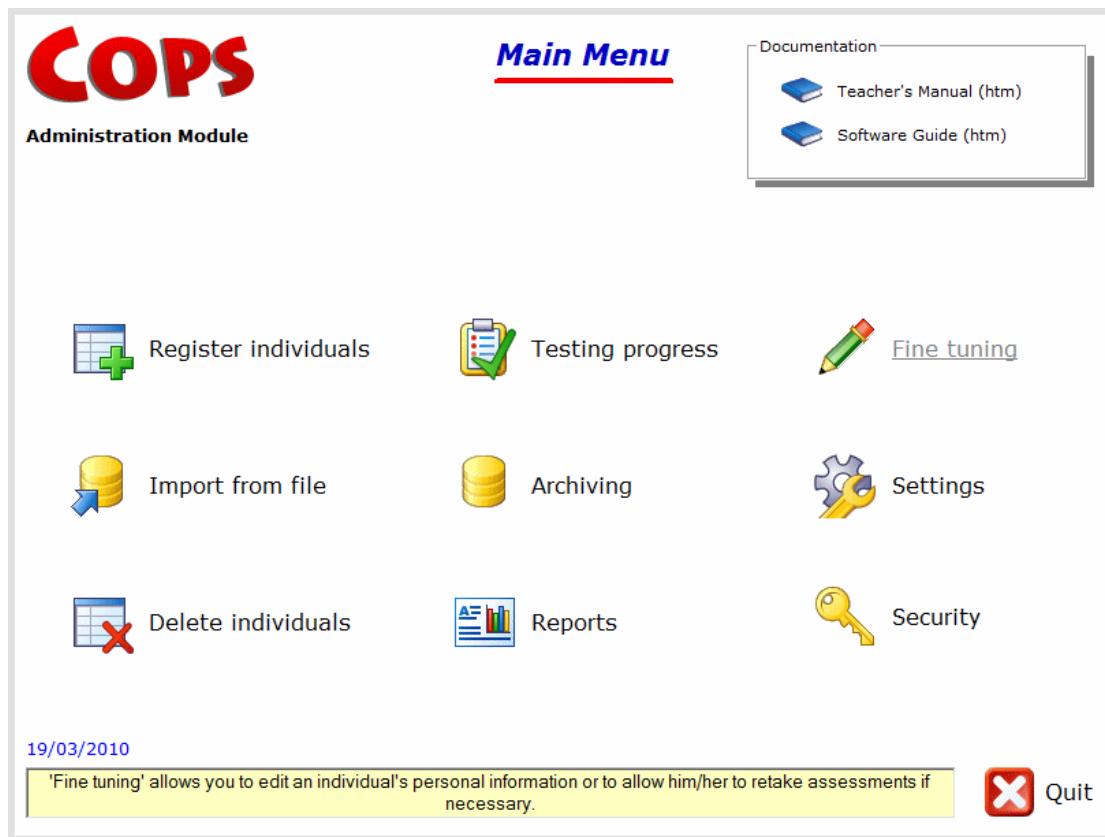 COPS
Main Menu
Documentation
Teacher's Manual (htm)
Software Guide (htm)
Administration Module
Register individuals
Testing progress
Fine tuning
Import from file
Archiving
Settings
Delete individuals
Reports
Security
19/03/2010
'Fine tuning' allows you to edit an individual's personal information or to allow him/her to retake assessments if
necessary.
Quit